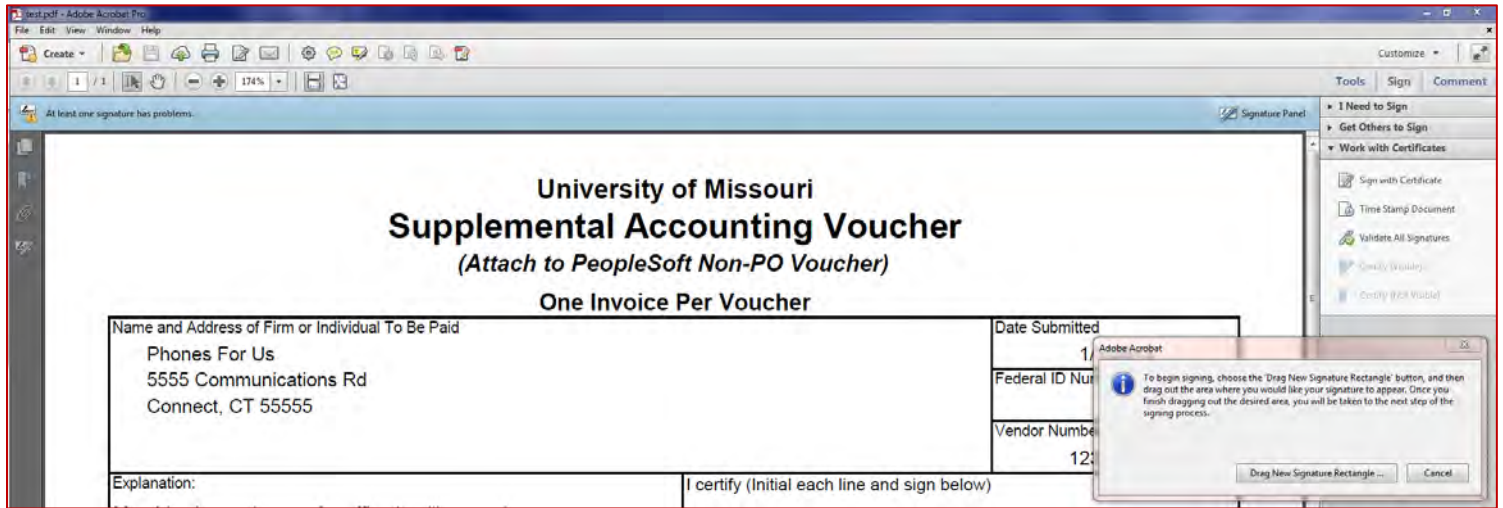 test.pdf - Adobe Acrobat Pro
File Edit View Window Help
Create
Customize
1 / 1 174%
Tools Sign Comment
At least one signature has problems.
Signature Panel
I Need to Sign
Get Others to Sign
Work with Certificates
Sign with Certificate
Time Stamp Document
Validate All Signatures
University of Missouri
Supplemental Accounting Voucher
(Attach to PeopleSoft Non-PO Voucher)
One Invoice Per Voucher
Name and Address of Firm or Individual To Be Paid
Phones For Us
5555 Communications Rd
Connect, CT 55555
Date Submitted
1/
Federal ID Nu
Vendor Numbe
12
Explanation:
I certify (Initial each line and sign below)
Adobe Acrobat
To begin signing, choose the 'Drag New Signature Rectangle' button, and then
drag out the area where you would like your signature to appear. Once you
finish dragging out the desired area, you will be taken to the next step of the
signing process.
Drag New Signature Rectangle ...
Cancel